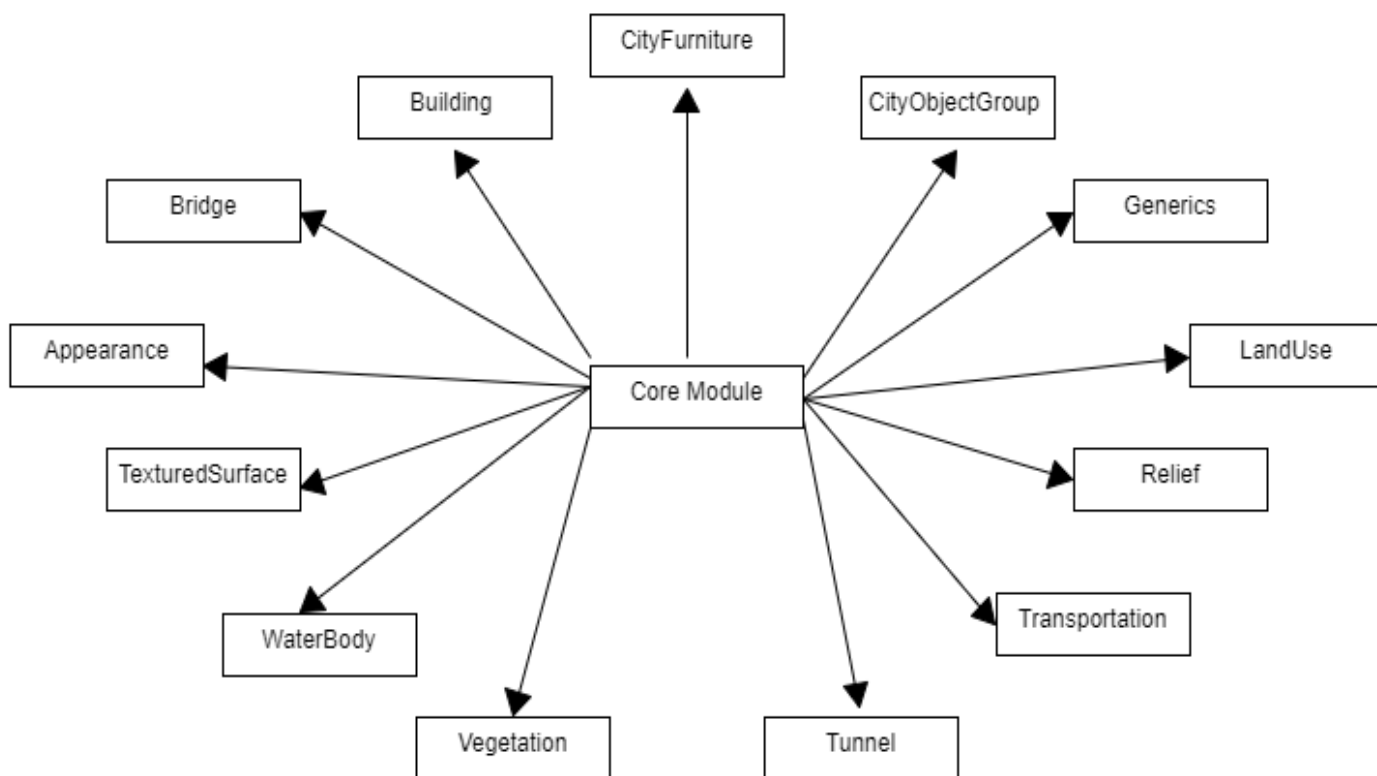 CityFurniture
Building
CityObjectGroup
Bridge
Generics
Appearance
LandUse
Core Module
TexturedSurface
Relief
WaterBody
Transportation
Vegetation
Tunnel